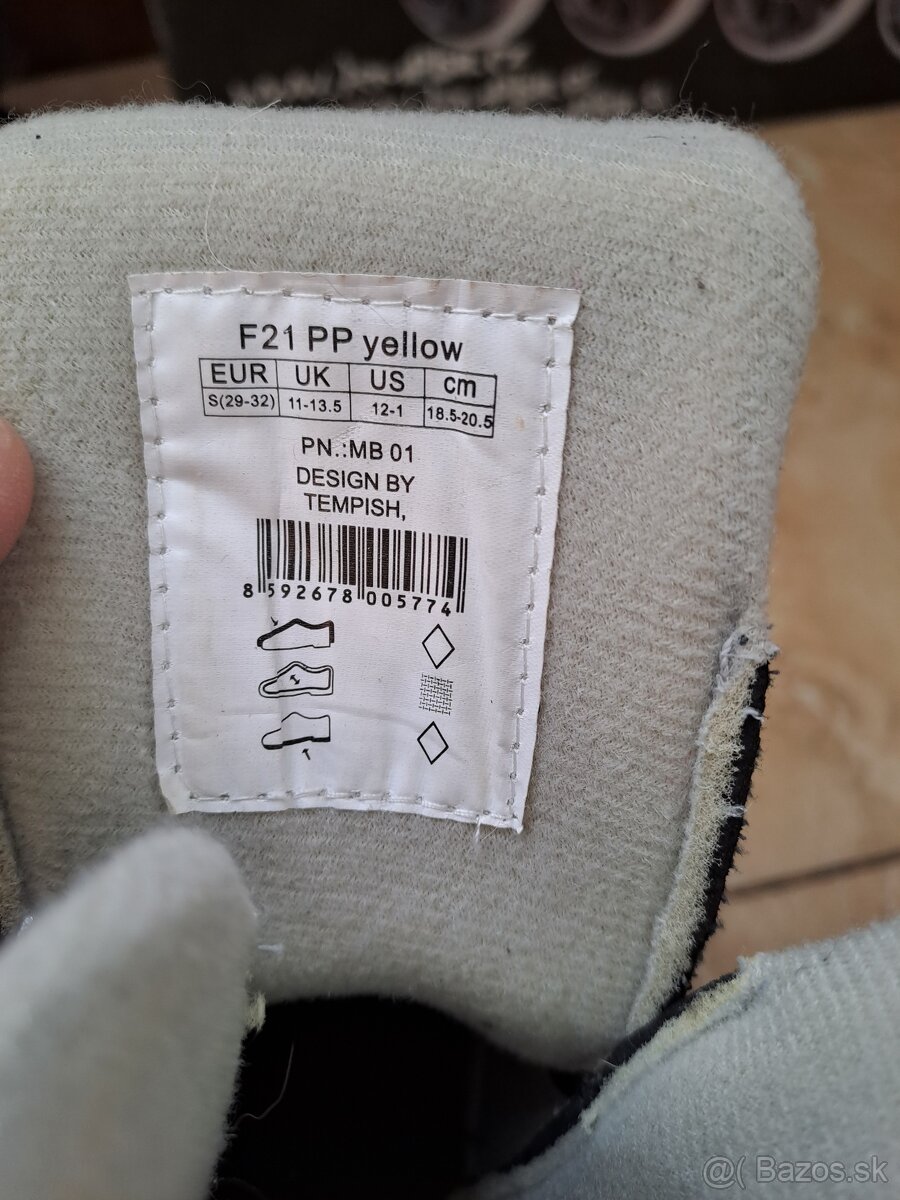 F21 PP yellow
EUR UK US cm
S(29-32) 11-13.5 12-1 18.5-20.5
PN.:MB 01
DESIGN BY
TEMPISH,
8 592678 005774
@( Bazos.sk